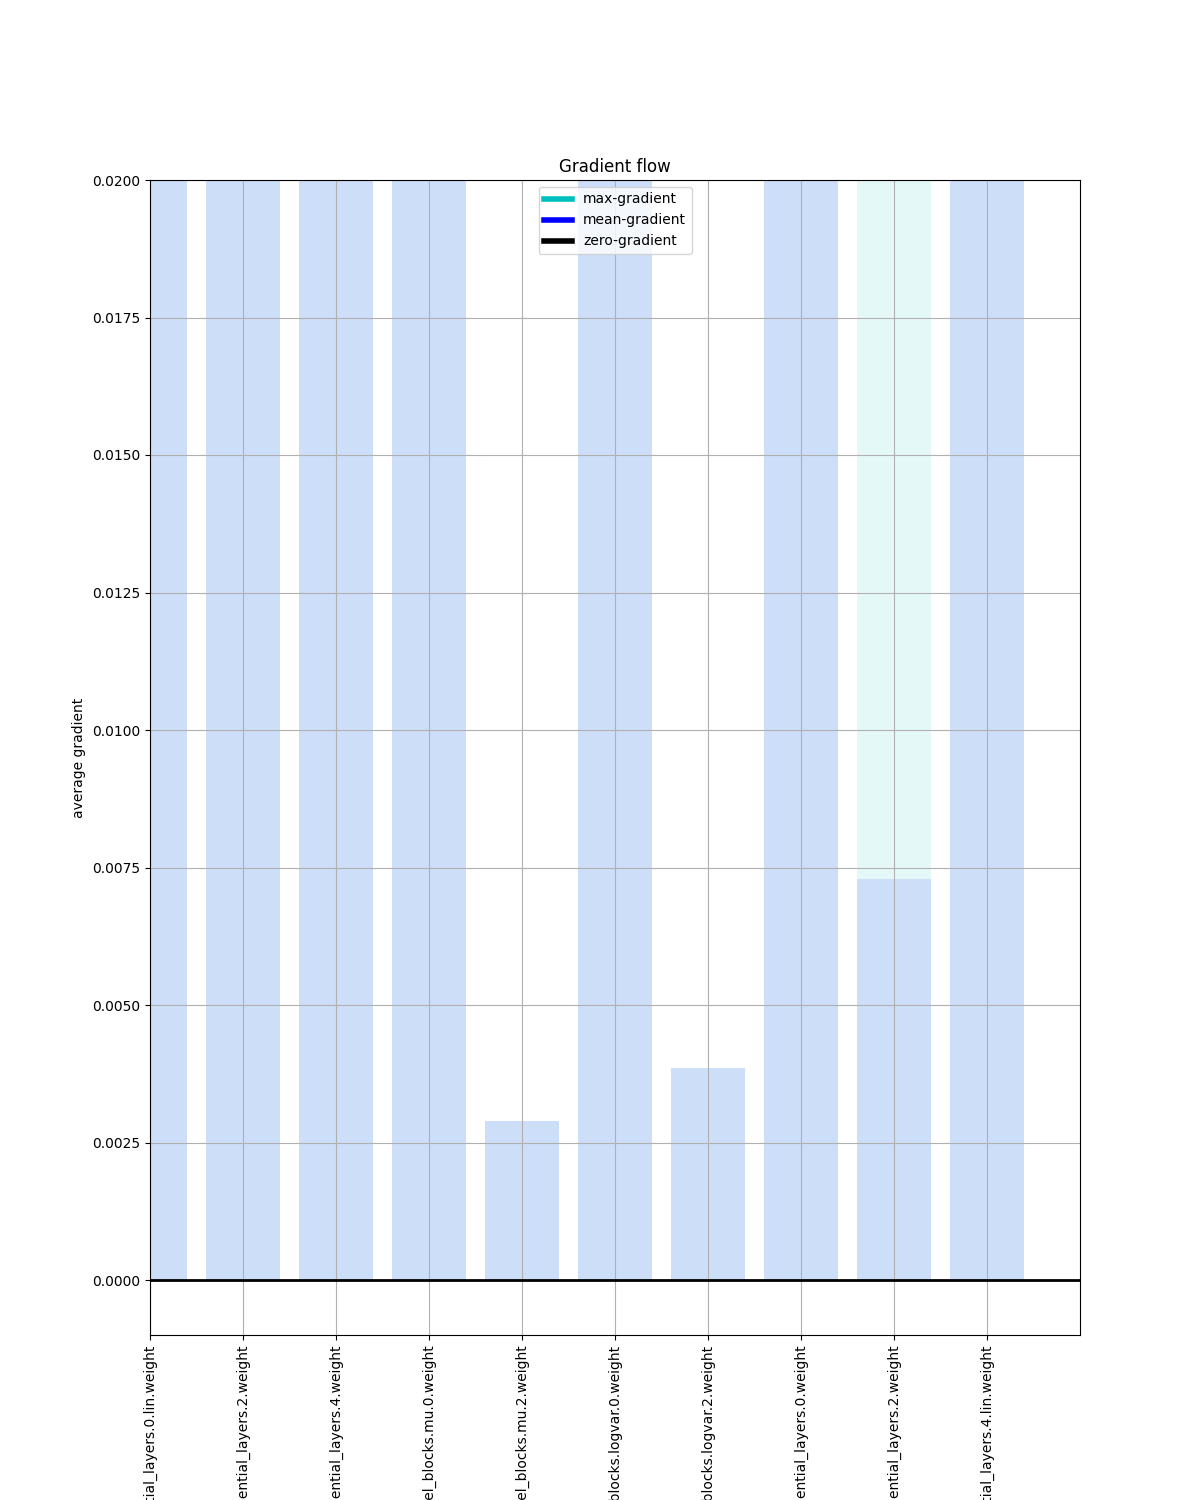 Gradient flow
max-gradient
mean-gradient
zero-gradient
0.0200
0.0175
0.0150
0.0125
0.0100
0.0075
0.0050
0.0025
0.0000
average gradient
tial_layers.0.lin.weight
ential_layers.2.weight
ential_layers.4.weight
el_blocks.mu.0.weight
el_blocks.mu.2.weight
blocks.logvar.0.weight
blocks.logvar.2.weight
ential_layers.0.weight
ential_layers.2.weight
tial_layers.4.lin.weight